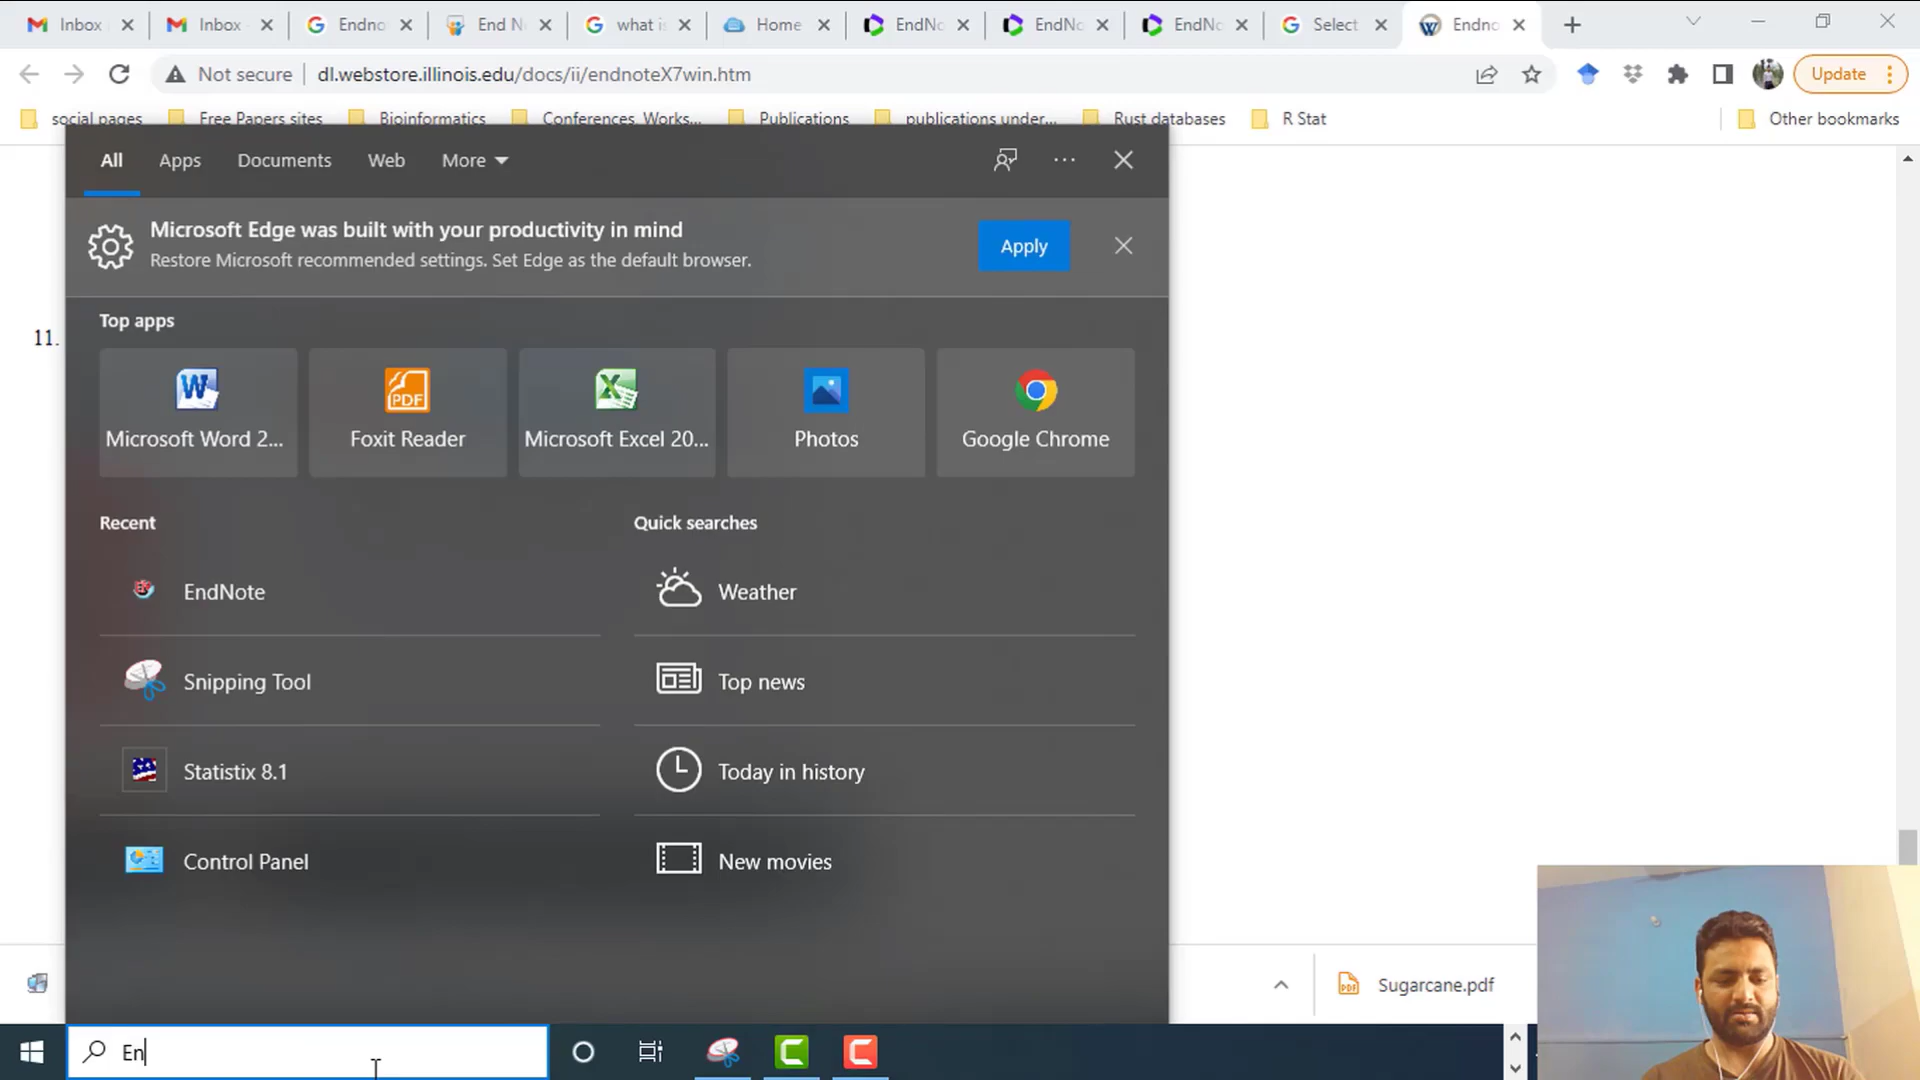 Inbox
Inbox
Endno
End N
what i
Home
EndNo
EndNo
EndNo
Select
Endno
Not secure
dl.webstore.illinois.edu/docs/ii/endnoteX7win.htm
Update
social pages
Free Papers sites
Bioinformatics
Conferences, Works...
Publications
publications under...
Rust databases
R Stat
Other bookmarks
All
Apps
Documents
Web
More
Microsoft Edge was built with your productivity in mind
Restore Microsoft recommended settings. Set Edge as the default browser.
Apply
11.
Top apps
Microsoft Word 2...
Foxit Reader
Microsoft Excel 20...
Photos
Google Chrome
Recent
Quick searches
EndNote
Weather
Snipping Tool
Top news
Statistix 8.1
Today in history
Control Panel
New movies
Sugarcane.pdf
En